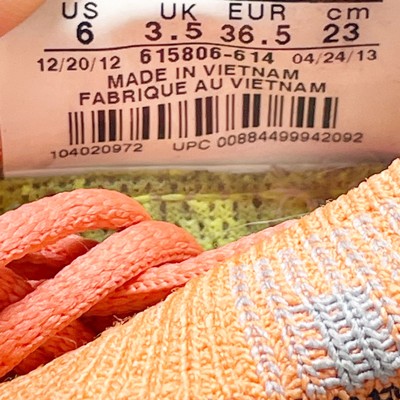 US UK EUR cm
6 3.5 36.5 23
12/20/12 615806-614 04/24/13
MADE IN VIETNAM
FABRIQUE AU VIETNAM
104020972 UPC 00884499942092